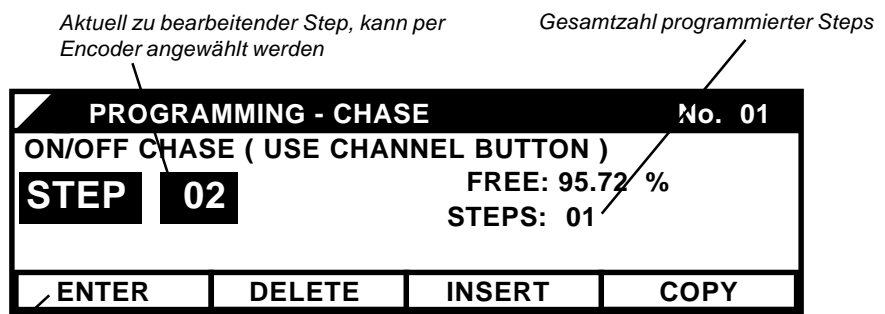 Aktuell zu bearbeitender Step, kann per
Encoder angewählt werden
Gesamtzahl programmierter Steps
PROGRAMMING - CHASE No. 01
ON/OFF CHASE ( USE CHANNEL BUTTON )
STEP 02
FREE: 95.72 %
STEPS: 01
ENTER DELETE INSERT COPY